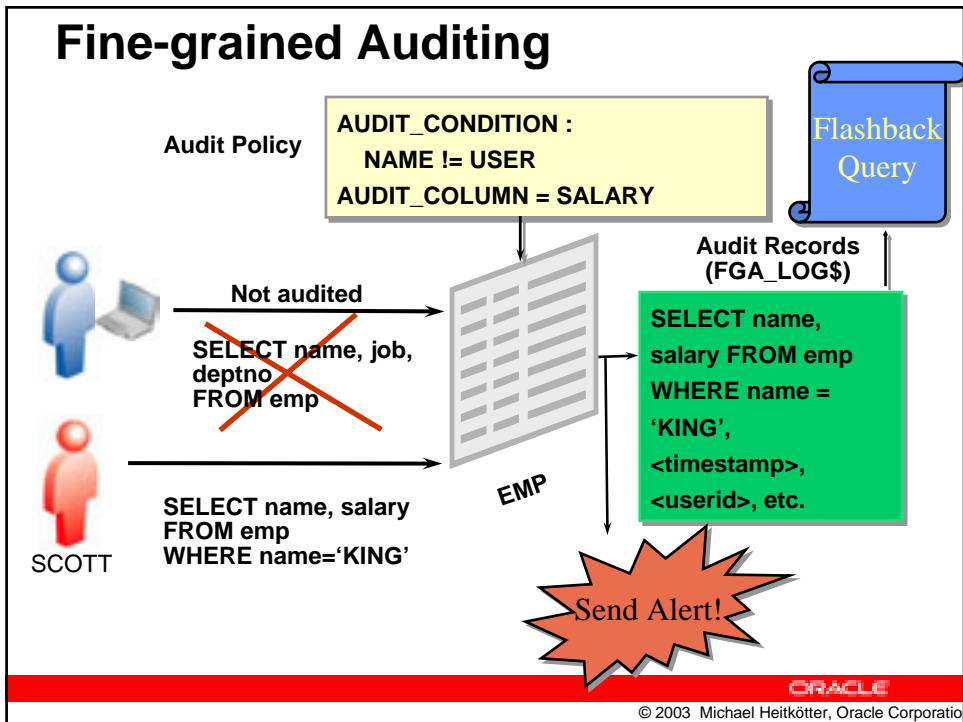 Fine-grained Auditing
Audit Policy
AUDIT_CONDITION :
NAME != USER
AUDIT_COLUMN = SALARY
Flashback
Query
Audit Records
(FGA_LOG$)
Not audited
SELECT name, job,
deptno
FROM emp
SELECT name,
salary FROM emp
WHERE name =
‘KING’,
<timestamp>,
<userid>, etc.
EMP
SELECT name, salary
FROM emp
WHERE name=‘KING’
SCOTT
Send Alert!
ORACLE
© 2003 Michael Heitkötter, Oracle Corporatio